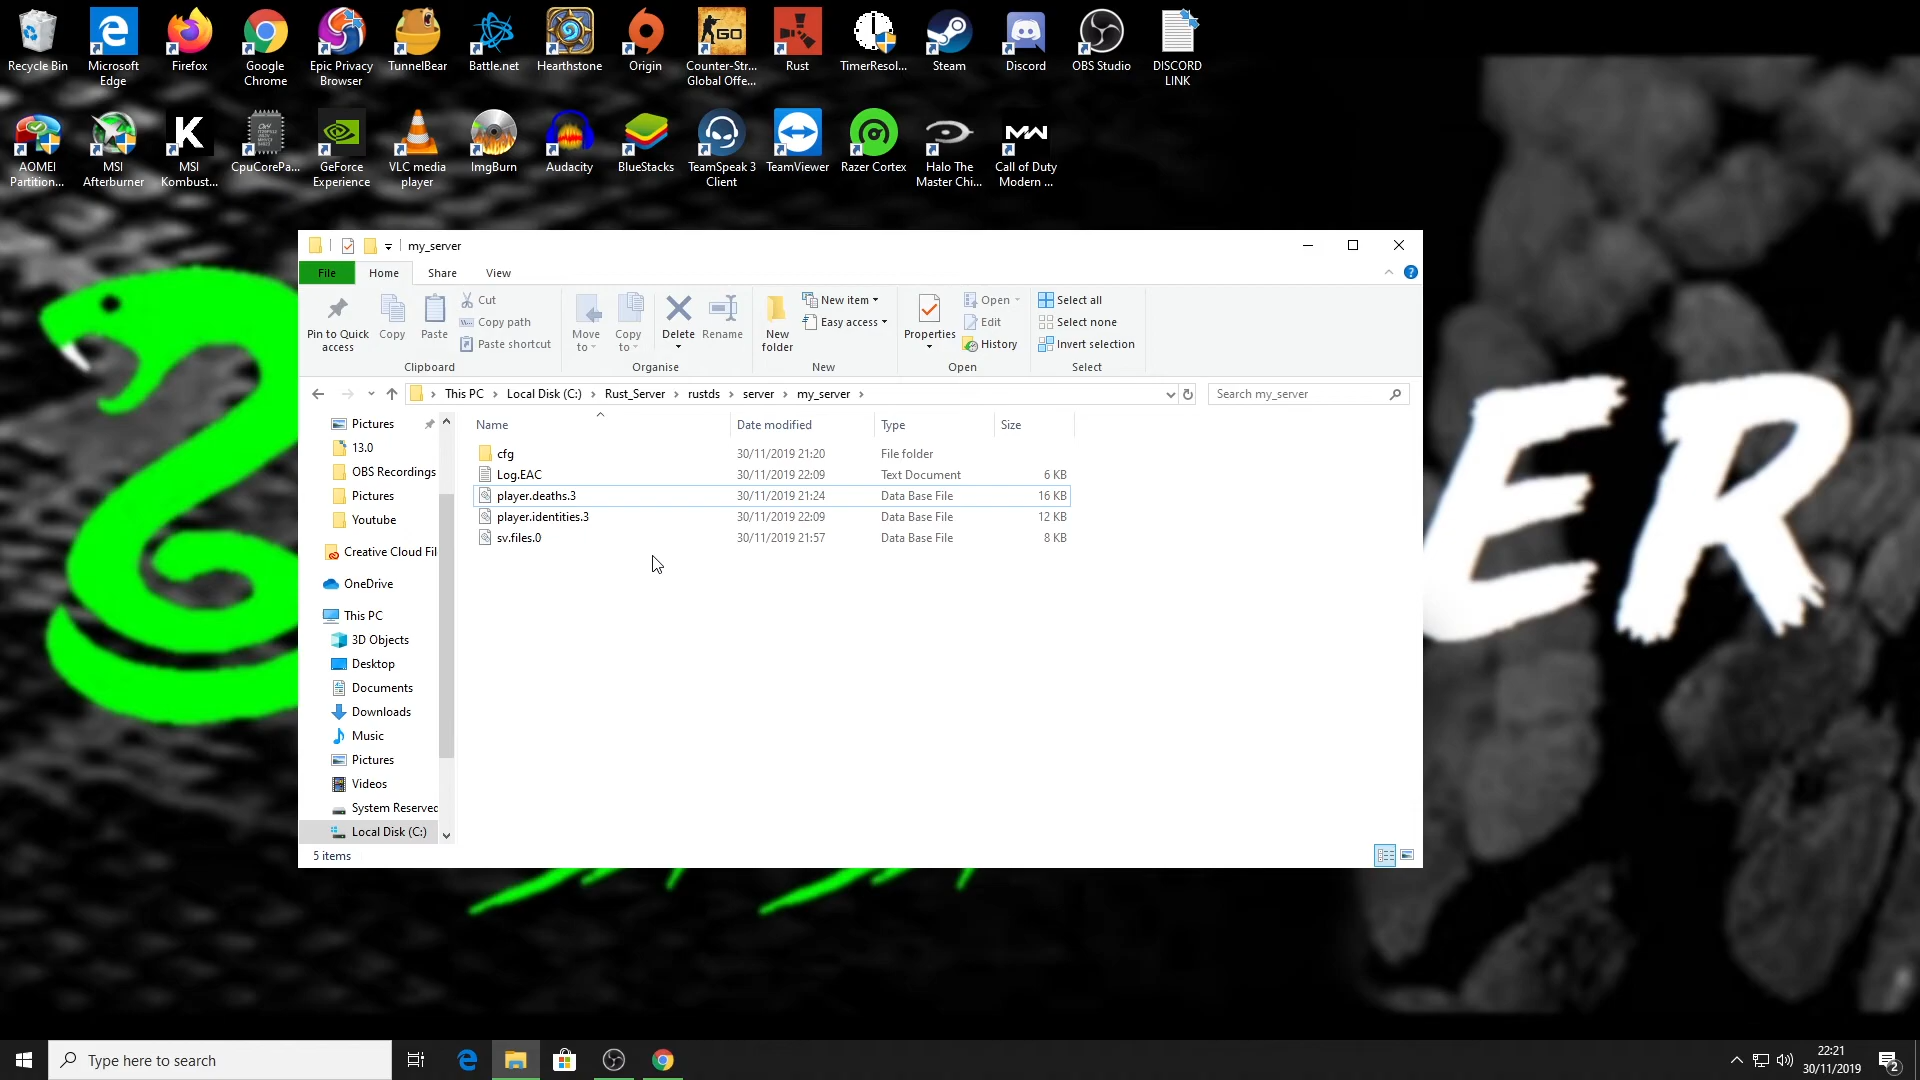 Recycle Bin
Microsoft
Edge
Firefox
Google
Chrome
Epic Privacy
Browser
TunnelBear
Battle.net
Hearthstone
Origin
Counter-Str...
Global Offe...
Rust
TimerResol...
Steam
Discord
OBS Studio
DISCORD
LINK
AOMEI
Partition...
MSI
Afterburner
MSI
Kombust...
CpuCorePa...
GeForce
Experience
VLC media
player
ImgBurn
Audacity
BlueStacks
TeamSpeak 3
Client
TeamViewer
Razer Cortex
Halo The
Master Chi...
Call of Duty
Modern ...
GO
K
MW
ER
my_server
File Home Share View
Pin to Quick
access
Copy
Paste
Cut
Copy path
Paste shortcut
Clipboard
Move
to
Copy
to
Delete
Rename
Organise
New
folder
New item
Easy access
New
Properties
Open
Edit
History
Open
Select all
Select none
Invert selection
Select
This PC > Local Disk (C:) > Rust_Server > rustds > server > my_server >
Search my_server
Pictures
13.0
OBS Recordings
Pictures
Youtube
Creative Cloud Fil
OneDrive
This PC
3D Objects
Desktop
Documents
Downloads
Music
Pictures
Videos
System Reserved
Local Disk (C:)
Name Date modified Type Size
cfg 30/11/2019 21:20 File folder
Log.EAC 30/11/2019 22:09 Text Document 6 KB
player.deaths.3 30/11/2019 21:24 Data Base File 16 KB
player.identities.3 30/11/2019 22:09 Data Base File 12 KB
sv.files.0 30/11/2019 21:57 Data Base File 8 KB
5 items
Type here to search
22:21
30/11/2019
2